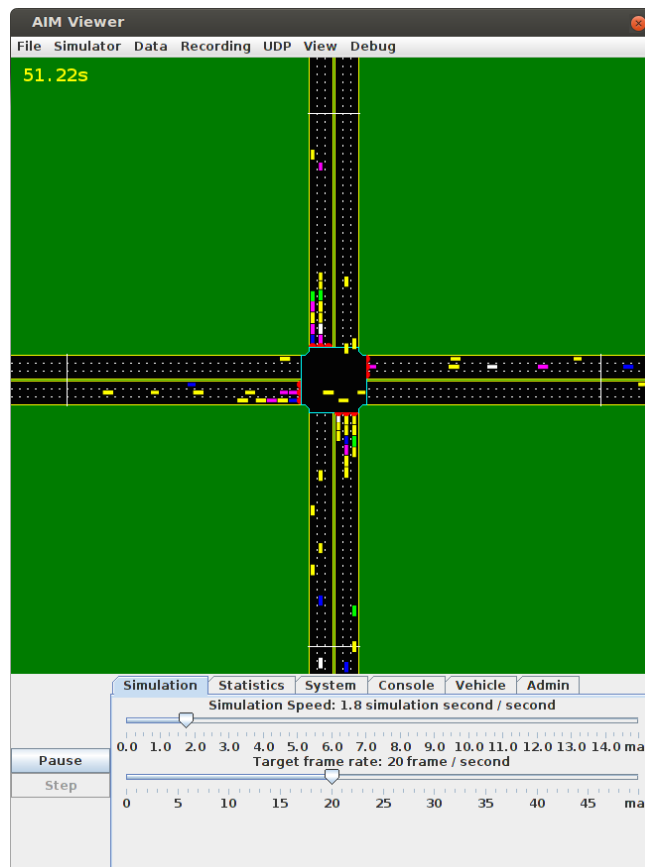 AIM Viewer
File Simulator Data Recording UDP View Debug
51.22s
Simulation Statistics System Console Vehicle Admin
Simulation Speed: 1.8 simulation second / second
0.0 1.0 2.0 3.0 4.0 5.0 6.0 7.0 8.0 9.0 10.0 11.0 12.0 13.0 14.0 ma
Pause
Target frame rate: 20 frame / second
Step
0 5 10 15 20 25 30 35 40 45 ma